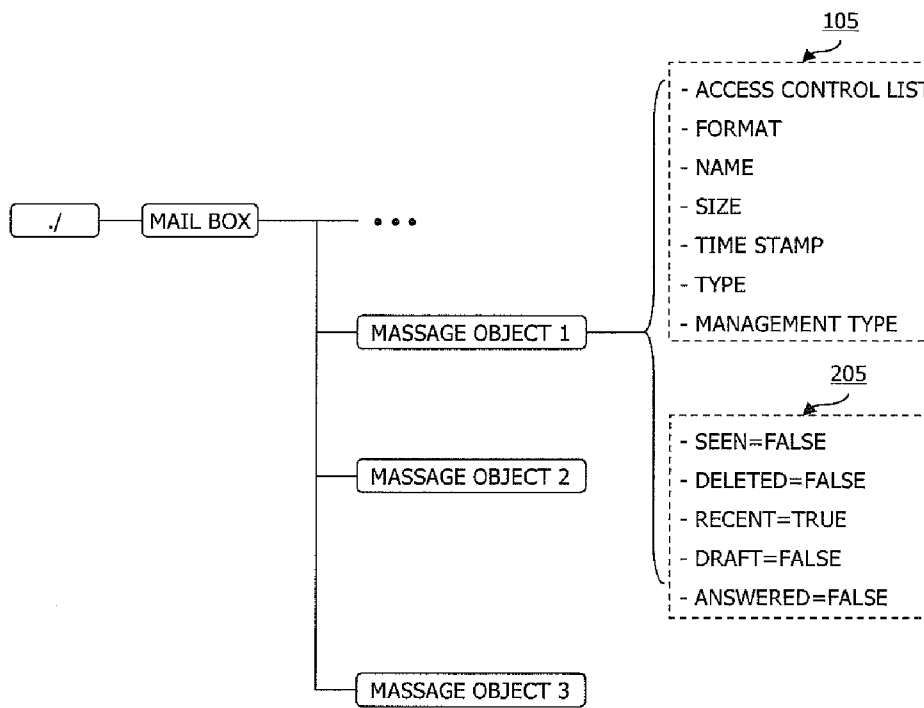 105
- ACCESS CONTROL LIST
- FORMAT
- NAME
- SIZE
- TIME STAMP
- TYPE
- MANAGEMENT TYPE
./
MAIL BOX
• • •
MASSAGE OBJECT 1
205
- SEEN=FALSE
- DELETED=FALSE
- RECENT=TRUE
- DRAFT=FALSE
- ANSWERED=FALSE
MASSAGE OBJECT 2
MASSAGE OBJECT 3